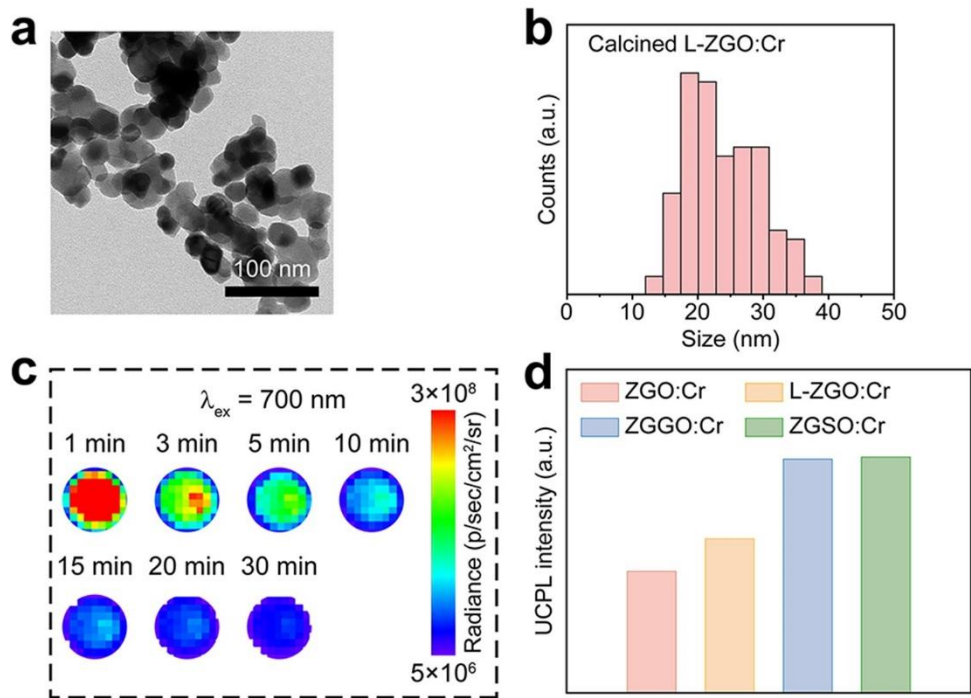 a
100 nm
b
Calcined L-ZGO:Cr
Counts (a.u.)
0 10 20 30 40 50
Size (nm)
c
λex = 700 nm
1 min 3 min 5 min 10 min
15 min 20 min 30 min
3×10⁸
Radiance (p/sec/cm²/sr)
5×10⁶
d
ZGO:Cr L-ZGO:Cr
ZGGO:Cr ZGSO:Cr
UCPL intensity (a.u.)